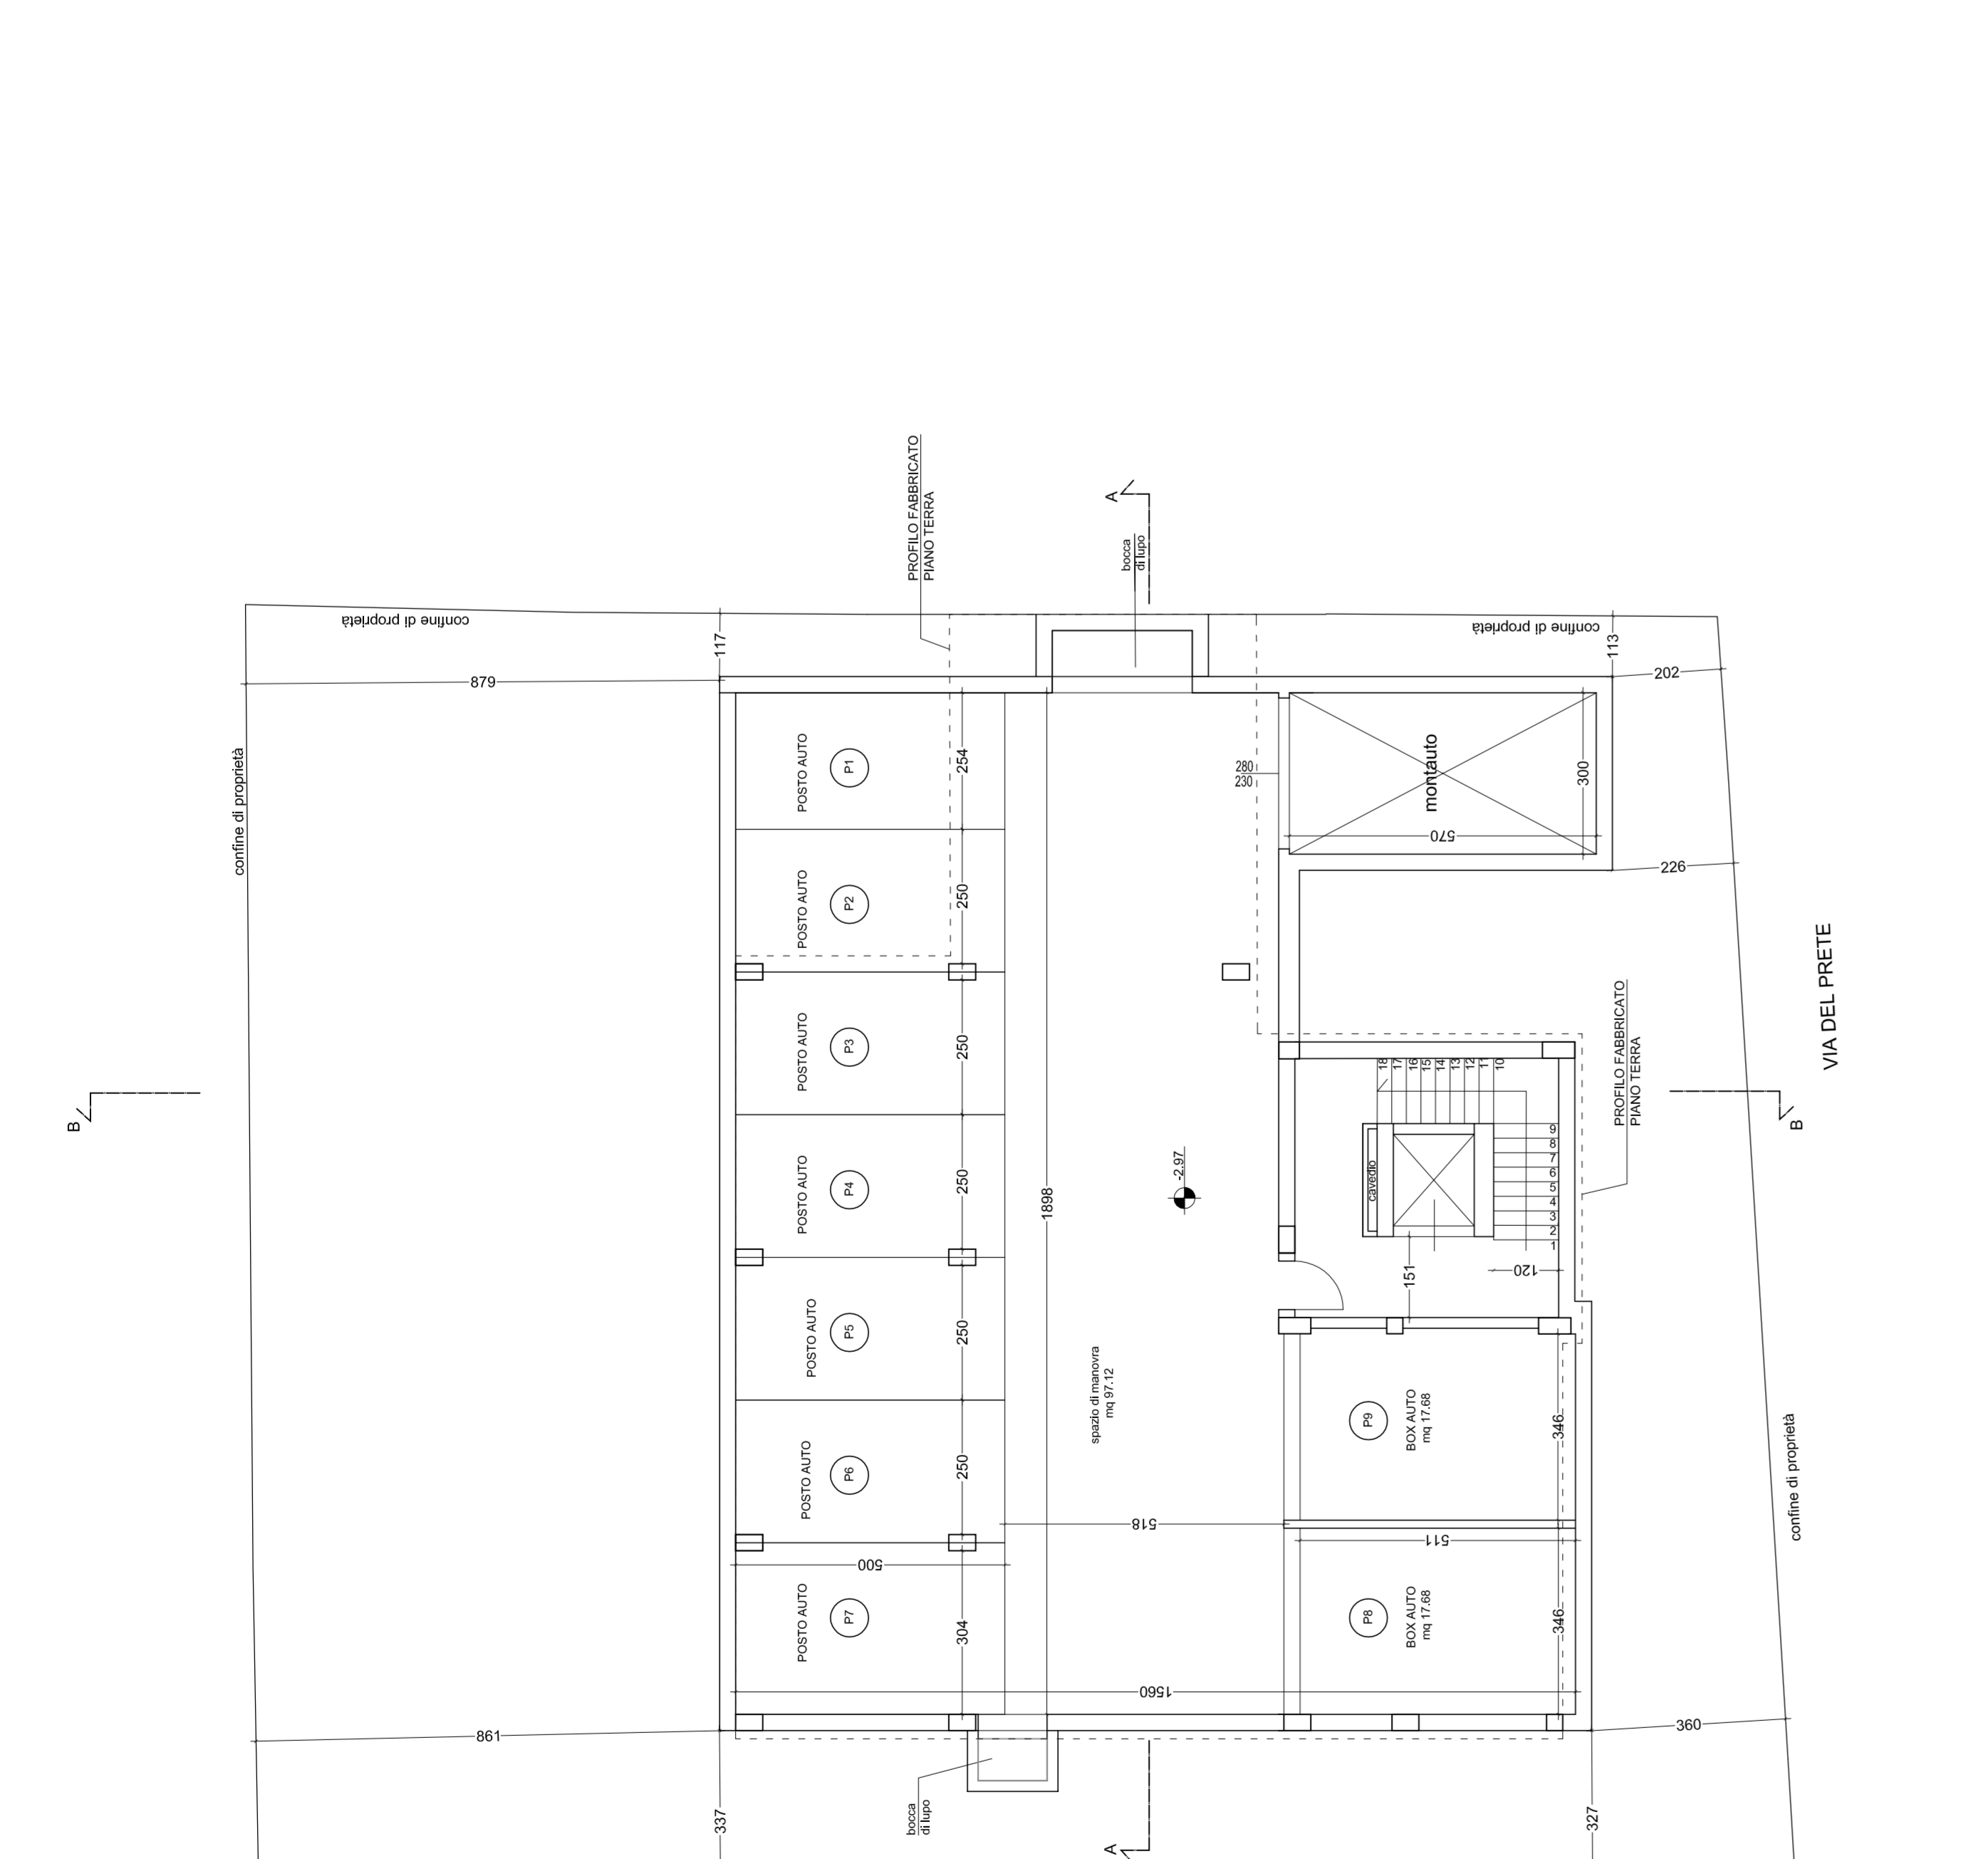 PROFILO FABBRICATO
PIANO TERRA
A
bocca
di lupo
confine di proprietà
confine di proprietà
117
113
879
202
confine di proprietà
POSTO AUTO
P1
254
280
230
montauto
300
570
226
POSTO AUTO
P2
250
VIA DEL PRETE
POSTO AUTO
P3
250
PROFILO FABBRICATO
PIANO TERRA
18
17
16
15
14
13
12
11
10
B
B
9
8
7
6
5
4
3
2
1
cavedio
POSTO AUTO
P4
250
1898
-2.97
151
120
POSTO AUTO
P5
250
spazio di manovra
mq 97.12
P9
BOX AUTO
mq 17.68
346
confine di proprietà
POSTO AUTO
P6
250
518
511
500
POSTO AUTO
P7
304
P8
BOX AUTO
mq 17.68
346
1560
861
360
bocca
di lupo
337
327
A